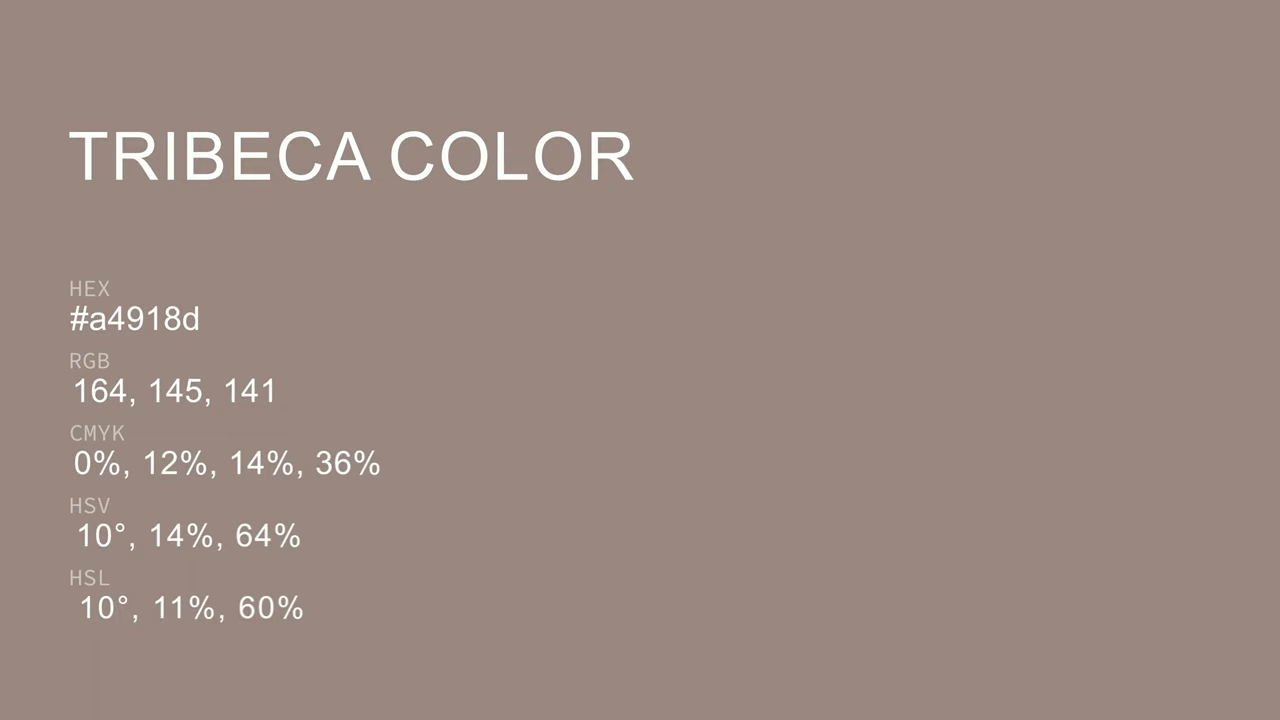 TRIBECA COLOR
HEX
#a4918d
RGB
164, 145, 141
CMYK
0%, 12%, 14%, 36%
HSV
10°, 14%, 64%
HSL
10°, 11%, 60%